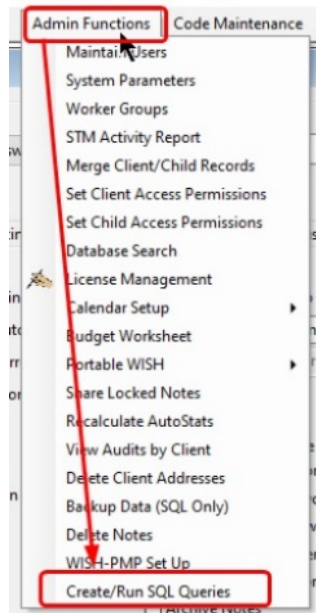 Admin Functions Code Maintenance
Maintain Users
System Parameters
Worker Groups
STM Activity Report
Merge Client/Child Records
Set Client Access Permissions
Set Child Access Permissions
Database Search
License Management
Calendar Setup
Budget Worksheet
Portable WISH
Share Locked Notes
Recalculate AutoStats
View Audits by Client
Delete Client Addresses
Backup Data (SQL Only)
Delete Notes
WISH-PMP Set Up
Create/Run SQL Queries
Archive Notes